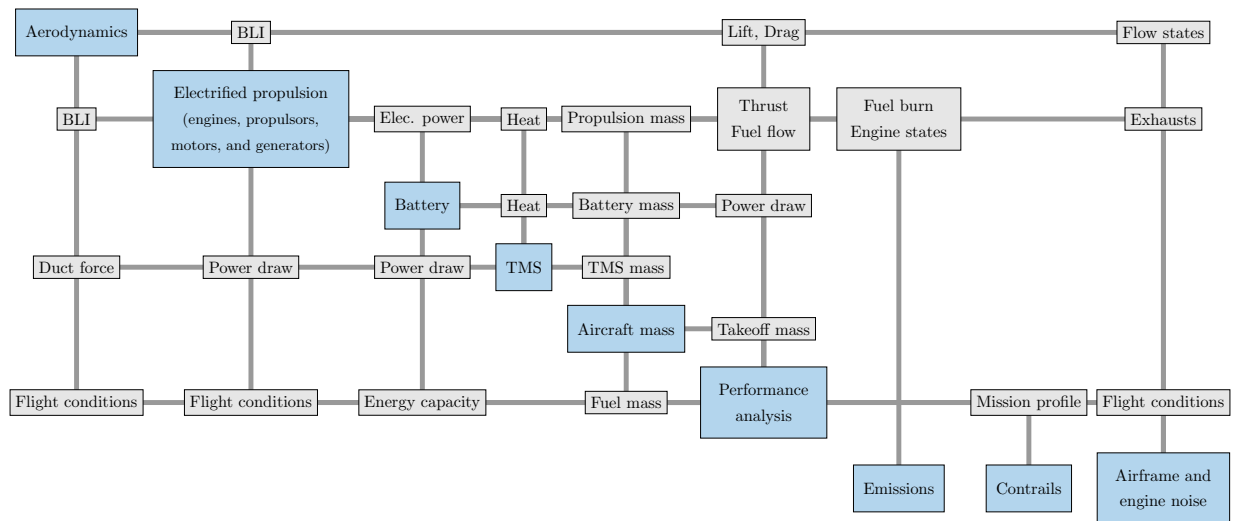 Aerodynamics
BLI
Lift, Drag
Flow states
BLI
Electrified propulsion
(engines, propulsors,
motors, and generators)
Elec. power
Heat
Propulsion mass
Thrust
Fuel flow
Fuel burn
Engine states
Exhausts
Battery
Heat
Battery mass
Power draw
Duct force
Power draw
Power draw
TMS
TMS mass
Aircraft mass
Takeoff mass
Flight conditions
Flight conditions
Energy capacity
Fuel mass
Performance
analysis
Mission profile
Flight conditions
Emissions
Contrails
Airframe and
engine noise